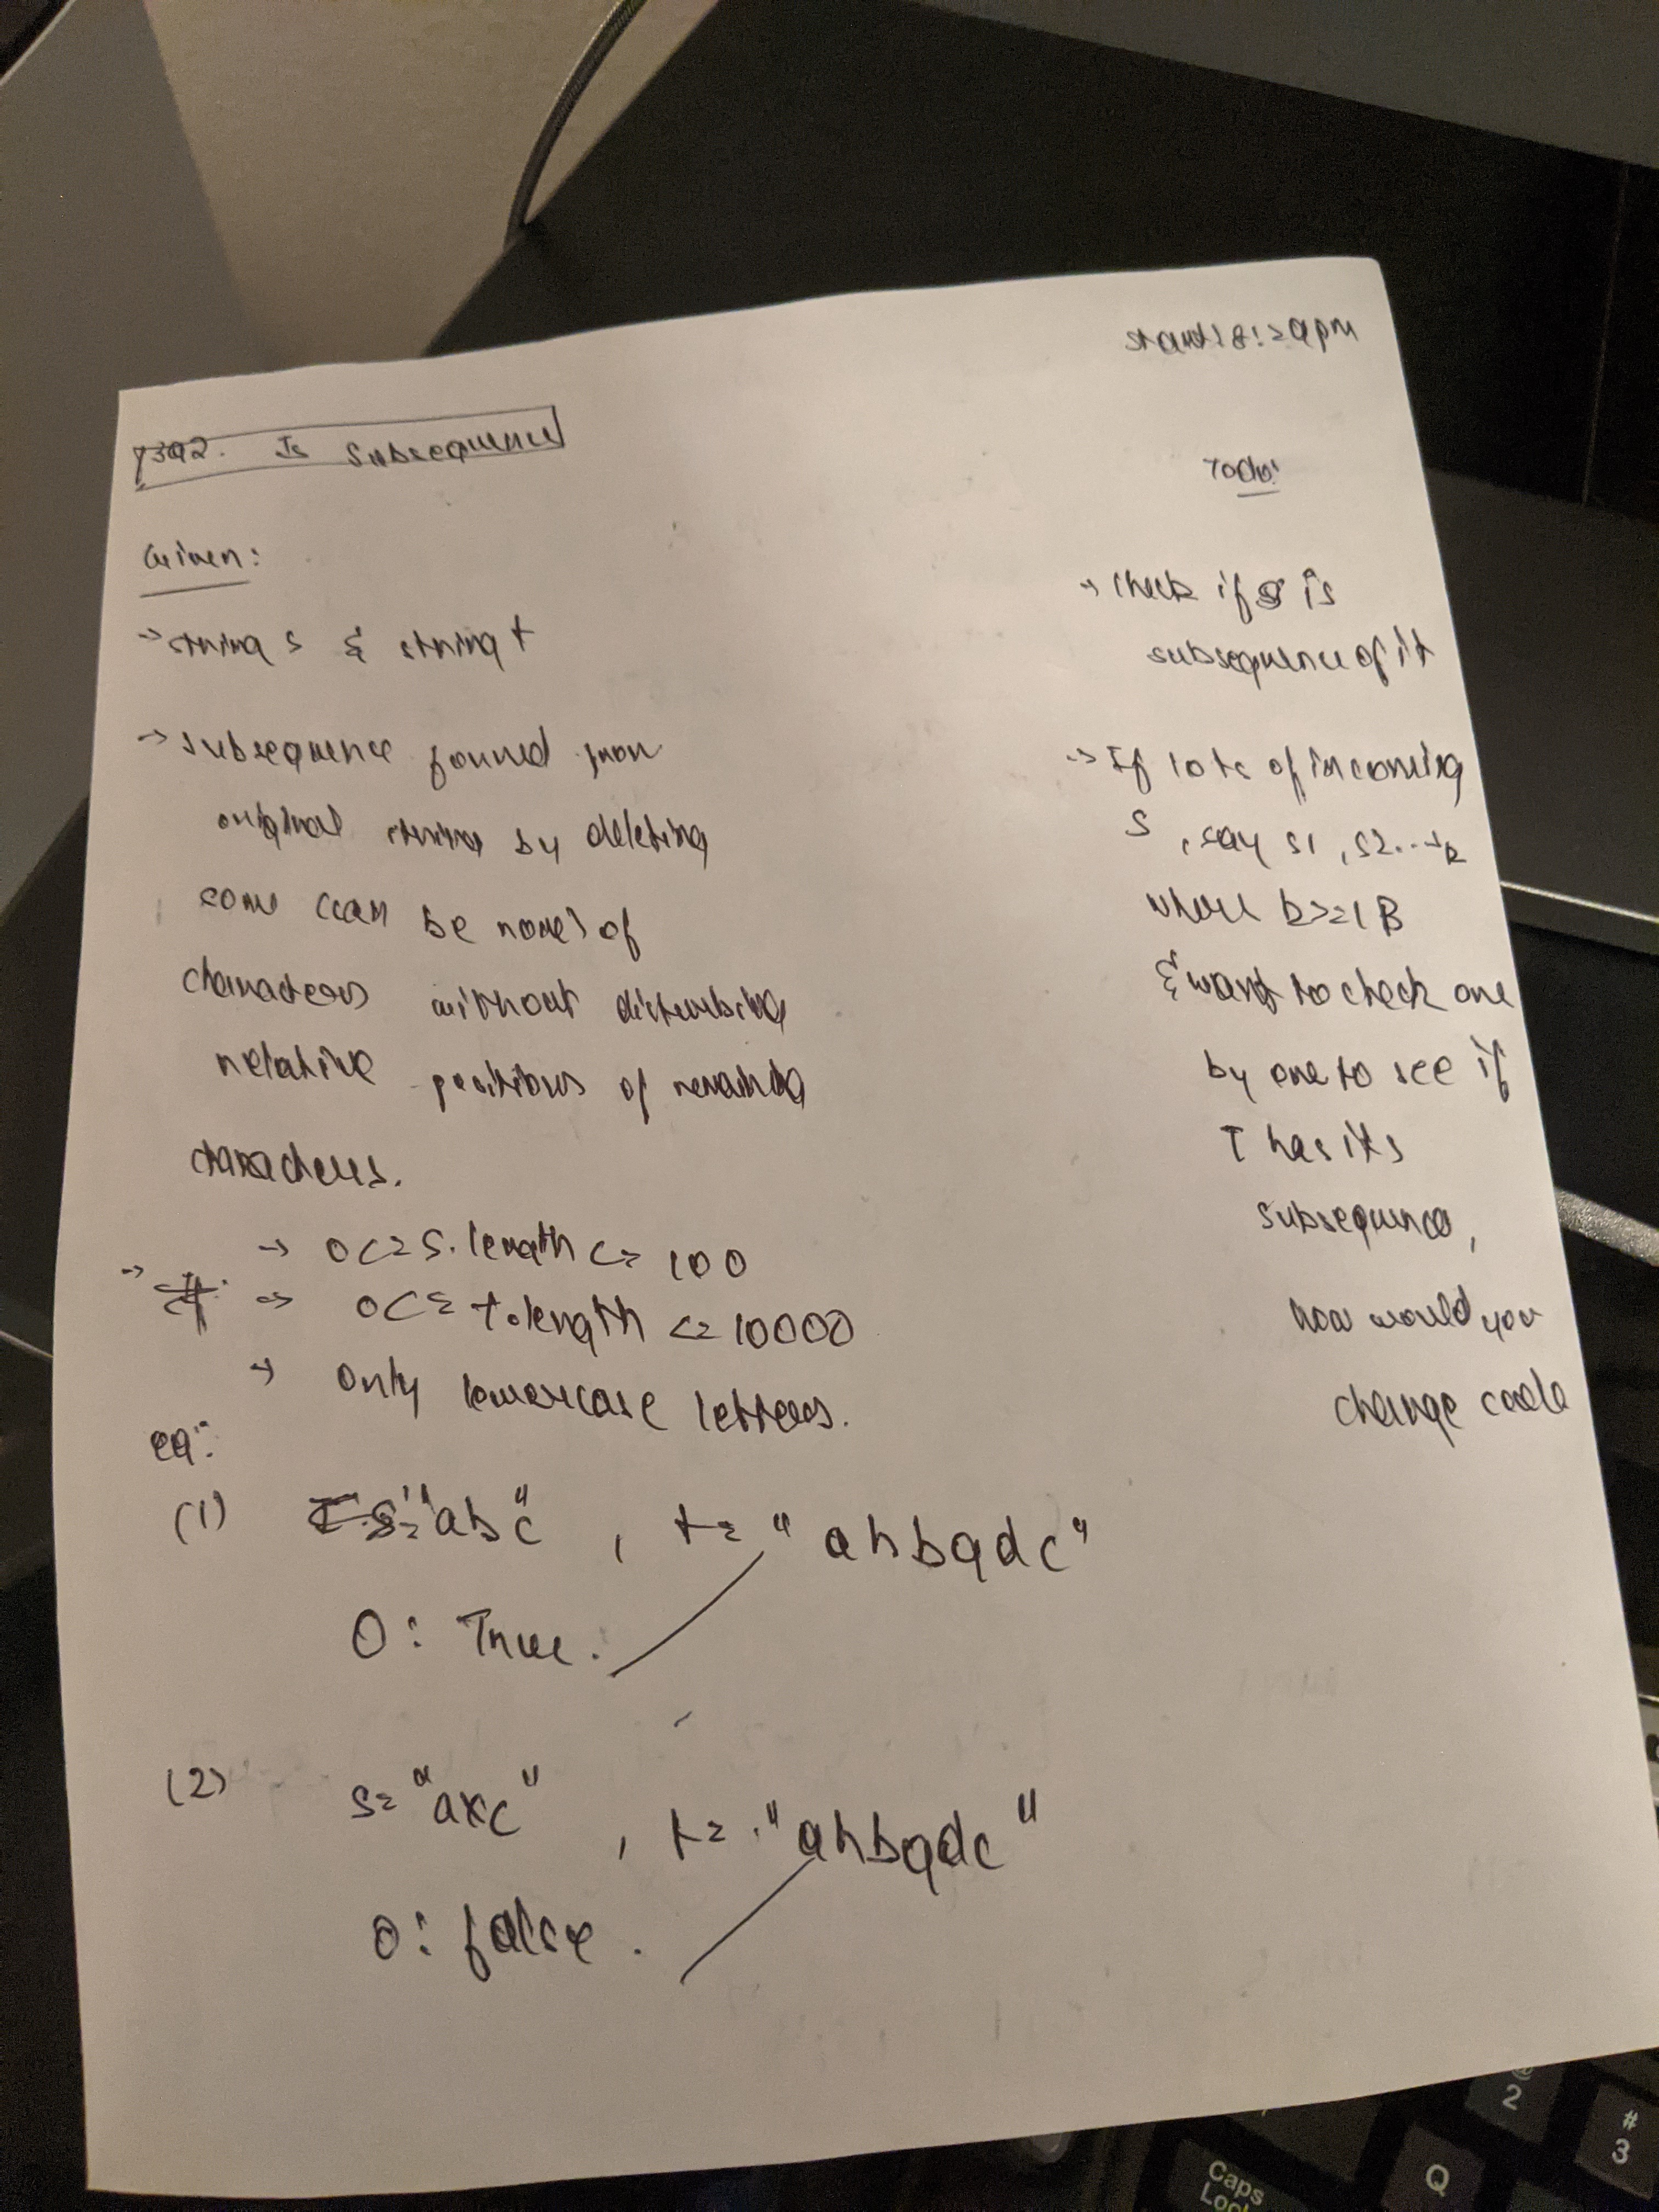 start: 8:29pm
392. Is Subsequence
Given:
→ string s & string t
→ subsequence formed from
original string by deleting
some (can be none) of
characters without disturbing
relative positions of remaining
characters.
→ 0<=s.length<=100
→ → 0<=t.length<=10000
→ only lowercase letters.
eg:
(1) s="abc" , t="ahbgdc"
O: True.
(2) s="axc" , t="ahbgdc"
O: false.
Todo:
→ check if s is
subsequence of t
→ If lots of incoming
S, say s1, s2...sk
where k>=1B
& want to check one
by one to see if
T has its
subsequence,
how would you
change code
@
2
#
3
Q
Caps
Lock